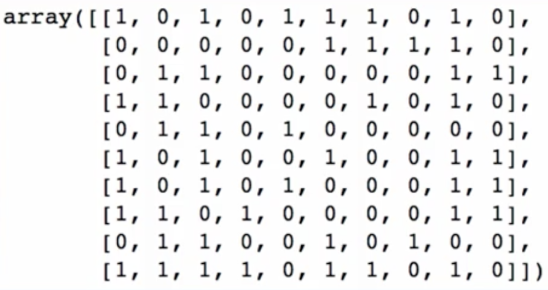 array([[1, 0, 1, 0, 1, 1, 1, 0, 1, 0],
[0, 0, 0, 0, 0, 1, 1, 1, 1, 0],
[0, 1, 1, 0, 0, 0, 0, 0, 1, 1],
[1, 1, 0, 0, 0, 0, 1, 0, 1, 0],
[0, 1, 1, 0, 1, 0, 0, 0, 0, 0],
[1, 0, 1, 0, 0, 1, 0, 0, 1, 1],
[1, 0, 1, 0, 1, 0, 0, 0, 1, 1],
[1, 1, 0, 1, 0, 0, 0, 0, 1, 1],
[0, 1, 1, 0, 0, 1, 0, 1, 0, 0],
[1, 1, 1, 1, 0, 1, 1, 0, 1, 0]])